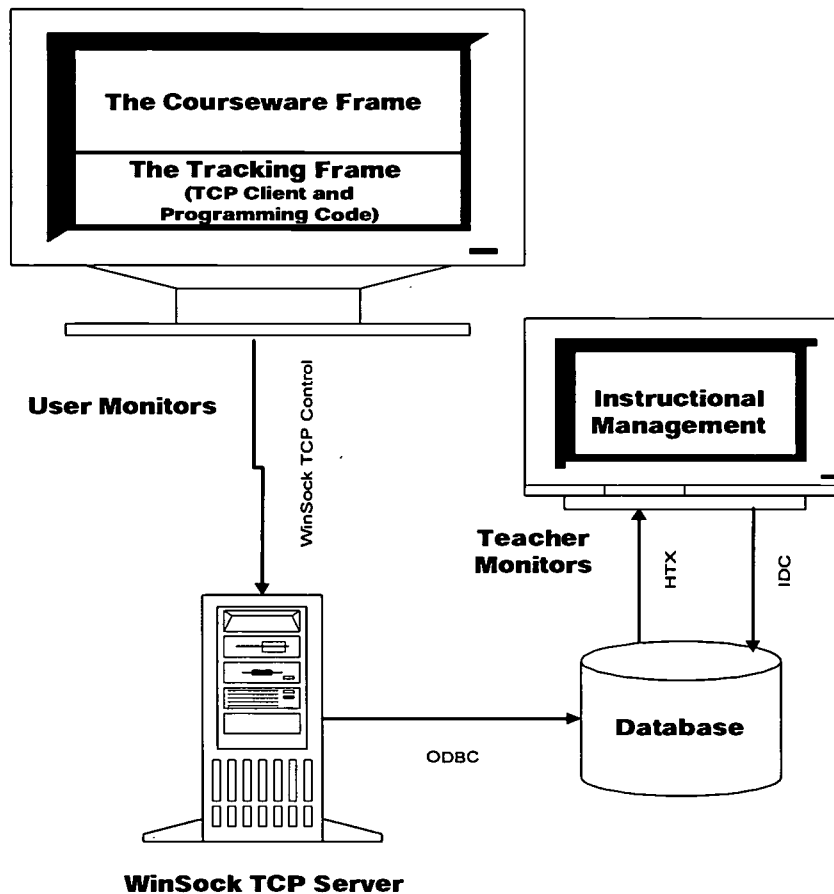 The Courseware Frame
The Tracking Frame
(TCP Client and
Programming Code)
User Monitors
WinSock TCP Control
Instructional
Management
Teacher
Monitors
HTX
IDC
Database
ODBC
WinSock TCP Server